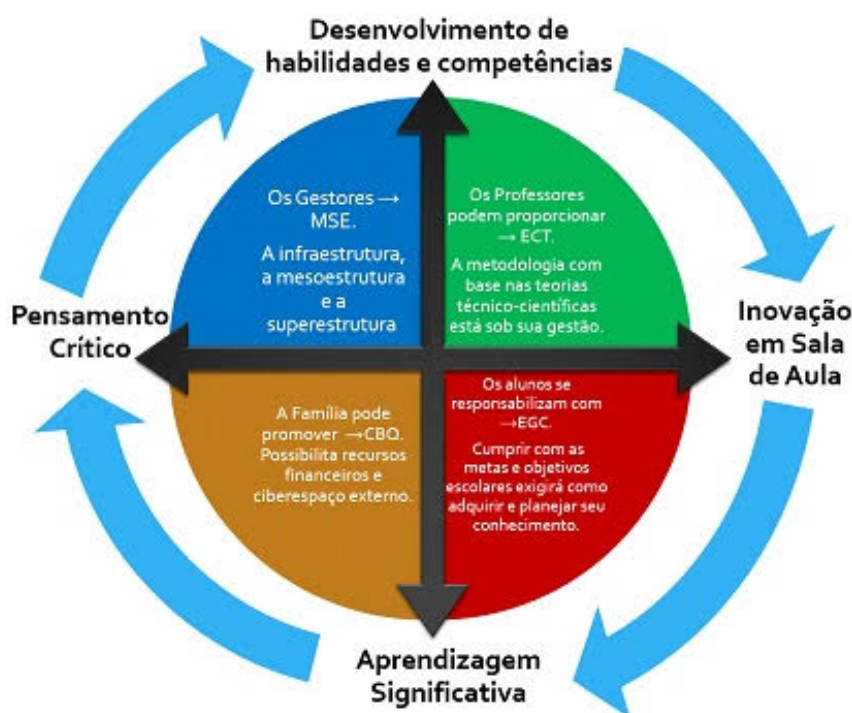 Desenvolvimento de
habilidades e competências
Os Gestores →
MSE.
A infraestrutura,
a mesoestrutura
e a
superestrutura
Os Professores
podem proporcionar
→ ECT.
A metodologia com
base nas teorias
técnico-científicas
está sob sua gestão.
Pensamento
Crítico
Inovação
em Sala
de Aula
A Família pode
promover →CBQ.
Possibilita recursos
financeiros e
ciberespaço externo.
Os alunos se
responsabilizam com
→EGC.
Cumprir com as
metas e objetivos
escolares exigirá como
adquirir e planejar seu
conhecimento.
Aprendizagem
Significativa